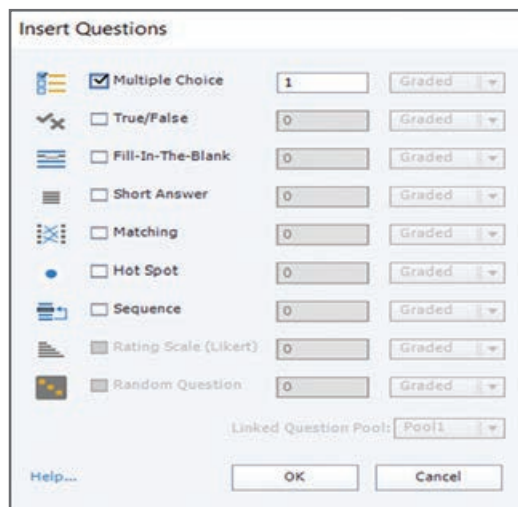 Insert Questions
Multiple Choice 1 Graded
True/False 0 Graded
Fill-In-The-Blank 0 Graded
Short Answer 0 Graded
Matching 0 Graded
Hot Spot 0 Graded
Sequence 0 Graded
Rating Scale (Likert) 0 Graded
Random Question 0 Graded
Linked Question Pool: Pool1
Help... OK Cancel